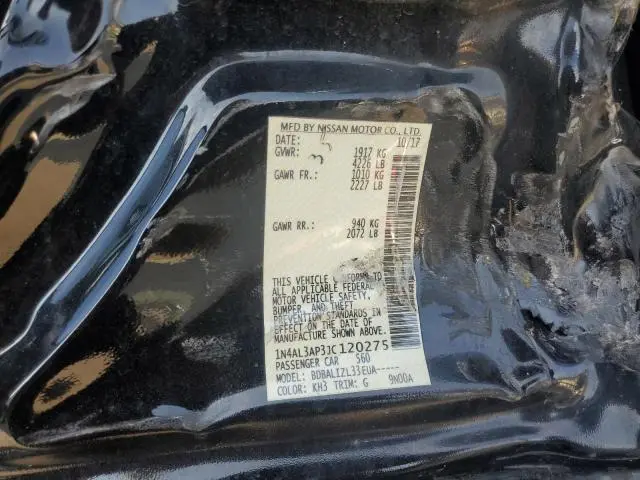 MFD BY NISSAN MOTOR CO., LTD.
DATE: 10/17
GVWR: 1917 KG
4226 LB
GAWR FR.: 1010 KG
2227 LB
GAWR RR.: 940 KG
2072 LB
THIS VEHICLE CONFORMS TO
ALL APPLICABLE FEDERAL
MOTOR VEHICLE SAFETY,
BUMPER, AND THEFT
PREVENTION STANDARDS IN
EFFECT ON THE DATE OF
MANUFACTURE SHOWN ABOVE.
1N4AL3AP3JC120275
PASSENGER CAR S60
MODEL: BDBALIZL33EUA-----
COLOR: KH3 TRIM: G 9N00A